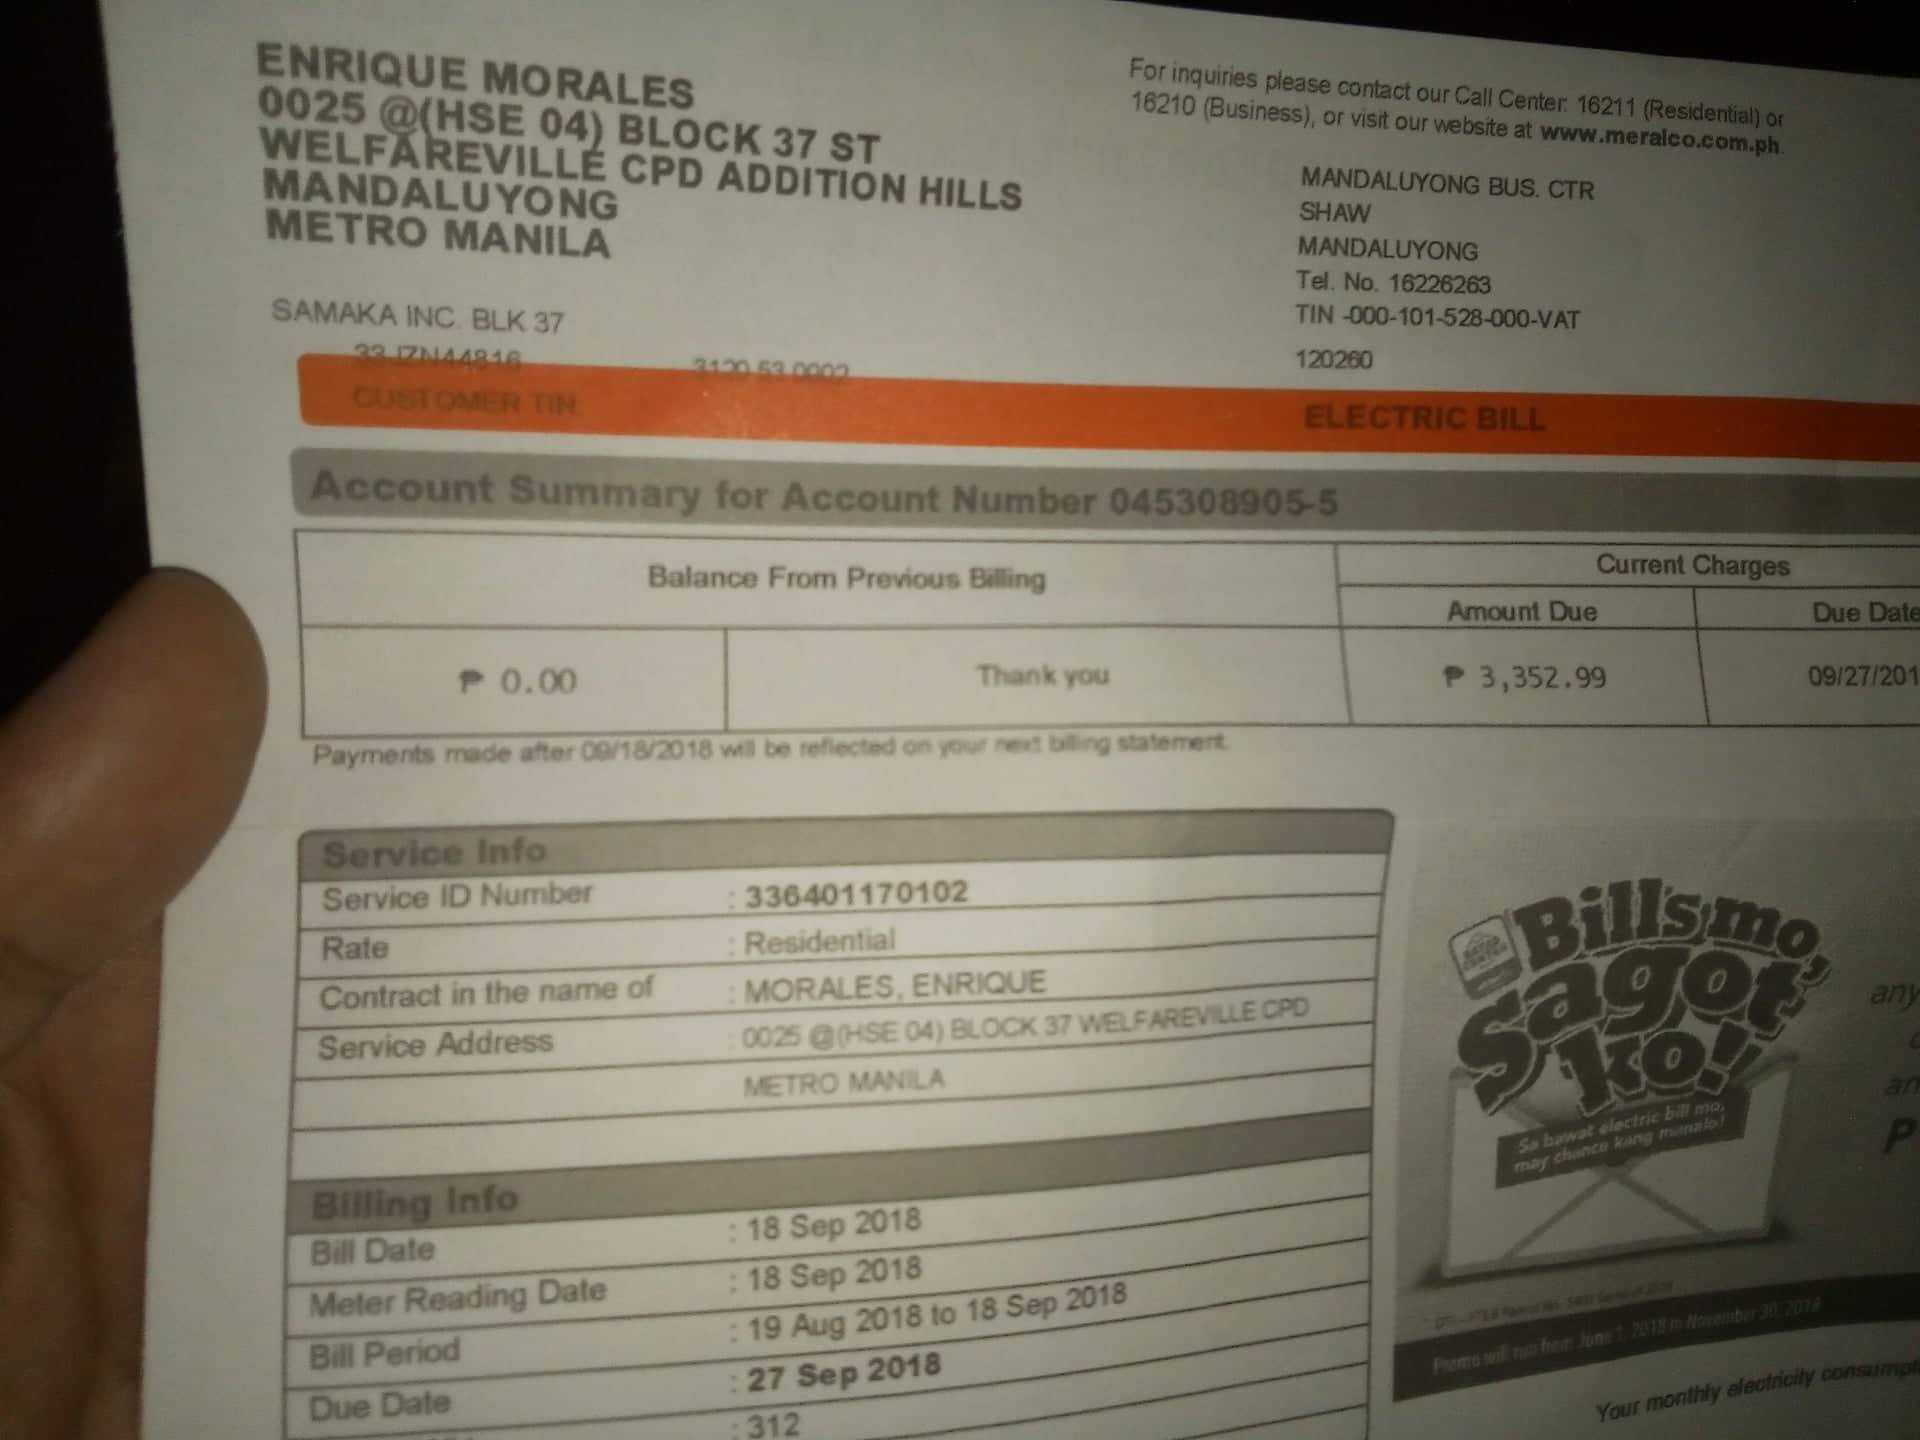 ENRIQUE MORALES
0025 @(HSE 04) BLOCK 37 ST
WELFAREVILLE CPD ADDITION HILLS
MANDALUYONG
METRO MANILA
For inquiries please contact our Call Center: 16211 (Residential) or
16210 (Business), or visit our website at www.meralco.com.ph.
MANDALUYONG BUS. CTR
SHAW
MANDALUYONG
Tel. No. 16226263
TIN -000-101-528-000-VAT
120260
SAMAKA INC. BLK 37
33JZN44816 3120 53 0002
CUSTOMER TIN
ELECTRIC BILL
Account Summary for Account Number 045308905-5
Balance From Previous Billing
Current Charges
Amount Due Due Date
₱ 0.00 Thank you ₱ 3,352.99 09/27/201
Payments made after 09/18/2018 will be reflected on your next billing statement.
Service Info
Service ID Number : 336401170102
Rate : Residential
Contract in the name of : MORALES, ENRIQUE
Service Address : 0025 @(HSE 04) BLOCK 37 WELFAREVILLE CPD
METRO MANILA
Billing Info
Bill Date : 18 Sep 2018
Meter Reading Date : 18 Sep 2018
Bill Period : 19 Aug 2018 to 18 Sep 2018
Due Date : 27 Sep 2018
: 312
Bills mo,
Sagot
ko!!
Sa bawat electric bill mo,
may chance kang manalo!
any
an
P
Promo will run from June 1, 2018 to November 30, 2018
Your monthly electricity consumpt